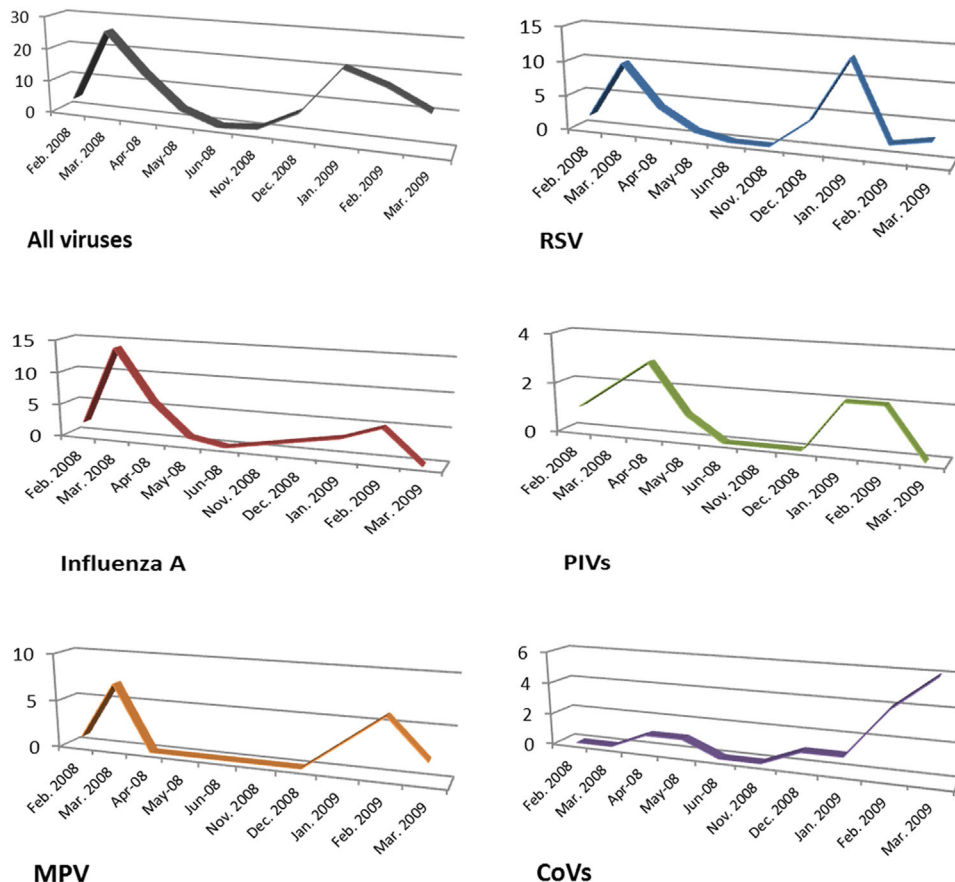 30
20
10
0
Feb. 2008
Mar. 2008
Apr-08
May-08
Jun-08
Nov. 2008
Dec. 2008
Jan. 2009
Feb. 2009
Mar. 2009
All viruses
15
10
5
0
Feb. 2008
Mar. 2008
Apr-08
May-08
Jun-08
Nov. 2008
Dec. 2008
Jan. 2009
Feb. 2009
Mar. 2009
RSV
15
10
5
0
Feb. 2008
Mar. 2008
Apr-08
May-08
Jun-08
Nov. 2008
Dec. 2008
Jan. 2009
Feb. 2009
Mar. 2009
Influenza A
4
2
0
Feb. 2008
Mar. 2008
Apr-08
May-08
Jun-08
Nov. 2008
Dec. 2008
Jan. 2009
Feb. 2009
Mar. 2009
PIVs
10
5
0
Feb. 2008
Mar. 2008
Apr-08
May-08
Jun-08
Nov. 2008
Dec. 2008
Jan. 2009
Feb. 2009
Mar. 2009
MPV
6
4
2
0
Feb. 2008
Mar. 2008
Apr-08
May-08
Jun-08
Nov. 2008
Dec. 2008
Jan. 2009
Feb. 2009
Mar. 2009
CoVs